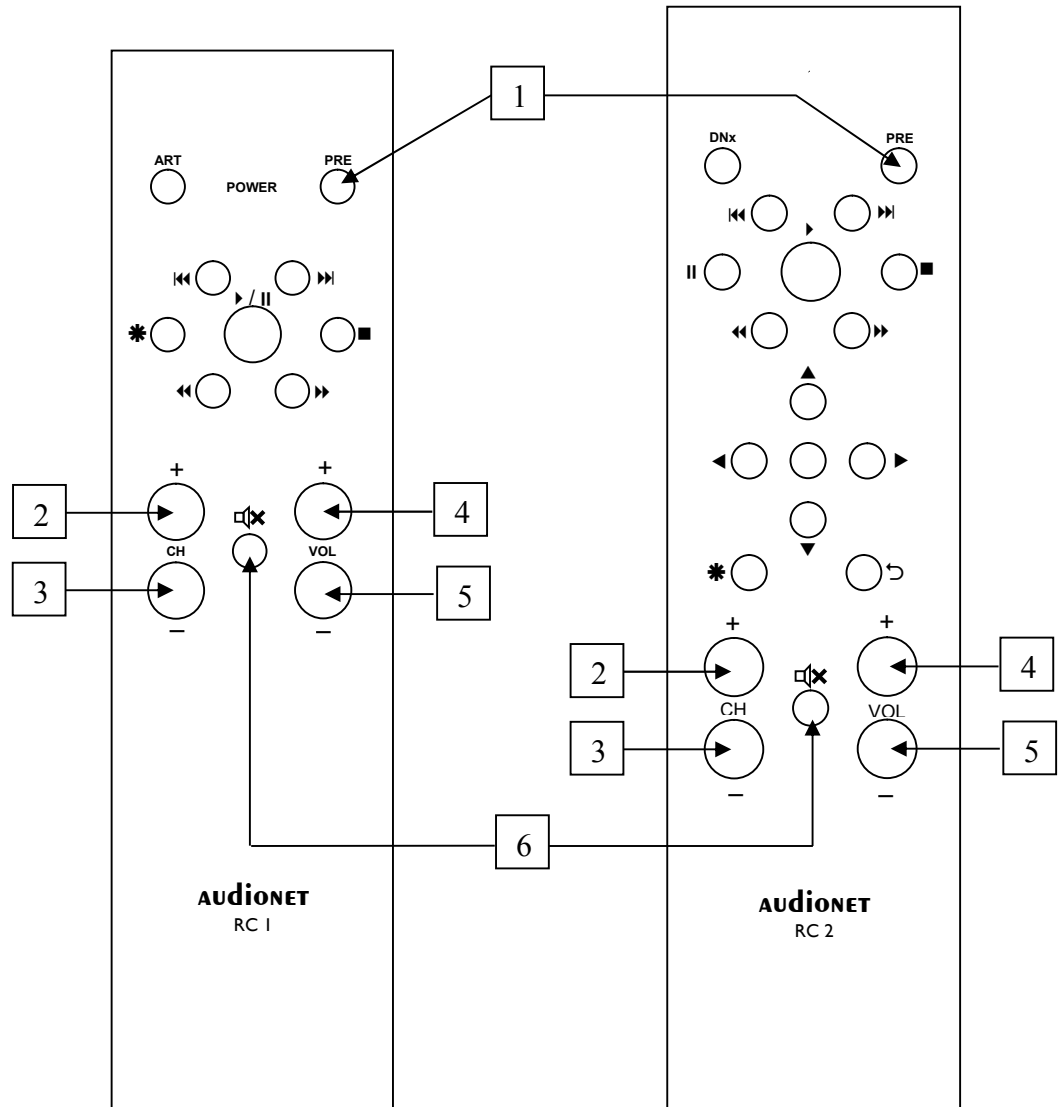 1
ART
POWER
PRE
▶ / II
+
+
2
4
CH
VOL
3
5
–
–
AUDIONET
RC 1
DNx
PRE
II
+
+
2
4
CH
VOL
3
5
–
–
6
AUDIONET
RC 2